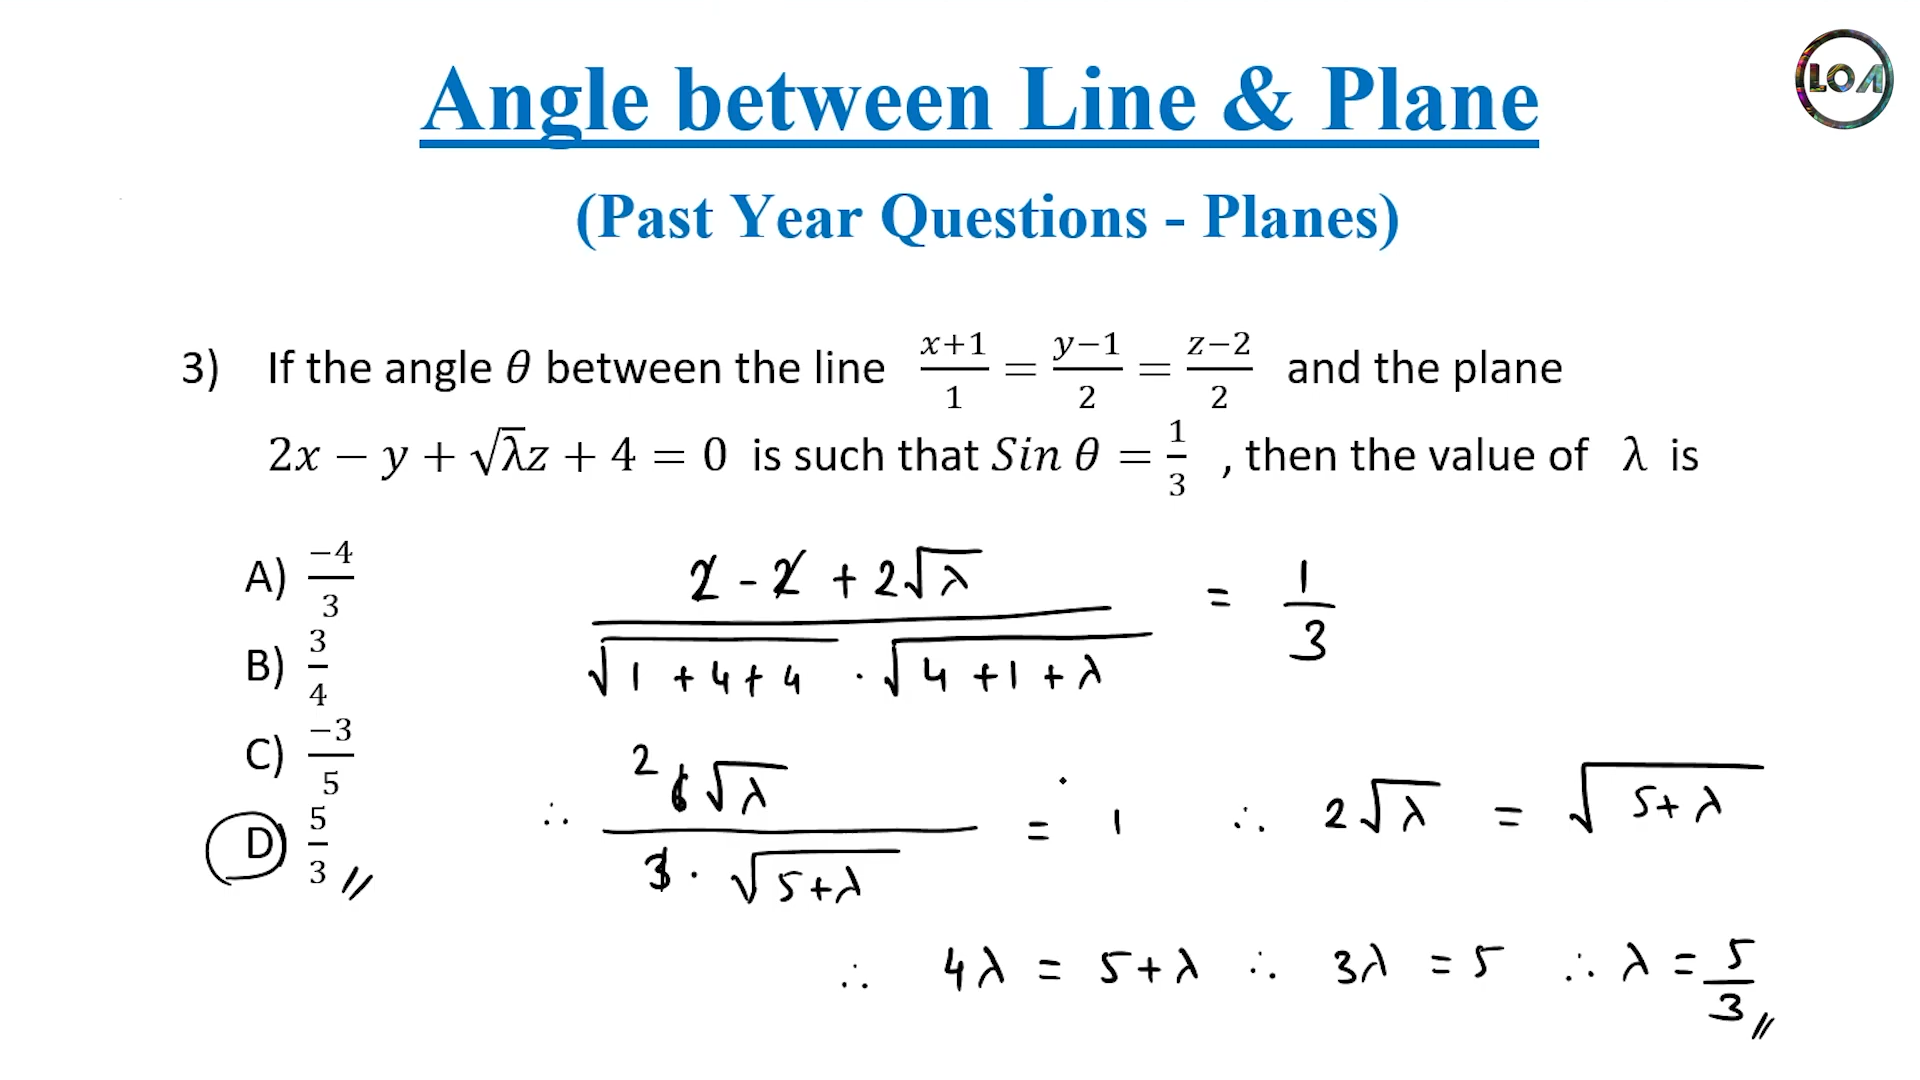 LOA
Angle between Line & Plane
(Past Year Questions - Planes)
3) If the angle θ between the line (x+1)/1 = (y−1)/2 = (z−2)/2 and the plane
2x − y + √λz + 4 = 0 is such that Sin θ = 1/3 , then the value of λ is
A) −4/3
B) 3/4
C) −3/5
D) 5/3 //
(2 - 2 + 2√λ)/(√(1 + 4 + 4) · √(4 + 1 + λ)) = 1/3
∴ 2 6√λ/(3 · √(5+λ)) = 1 ∴ 2√λ = √(5+λ)
∴ 4λ = 5+λ ∴ 3λ = 5 ∴ λ = 5/3 //